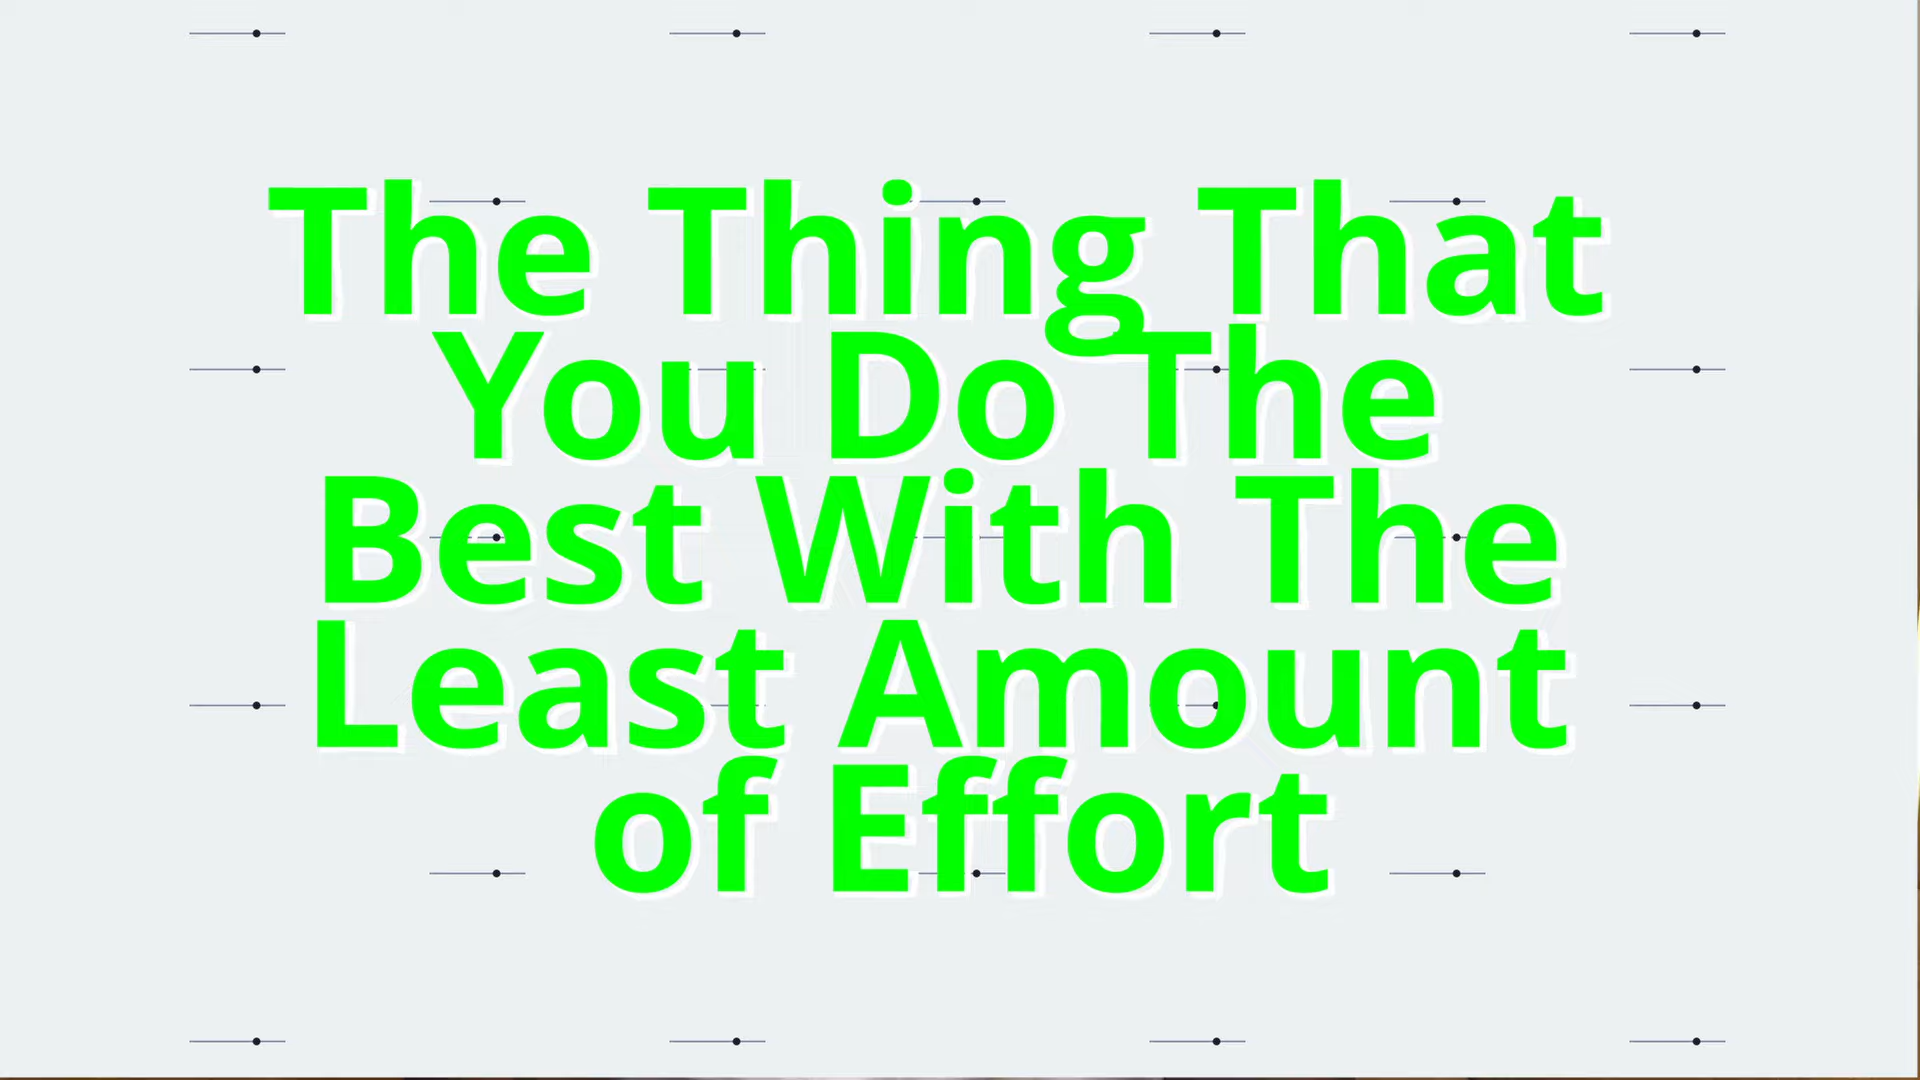 The Thing That
You Do The
Best With The
Least Amount
of Effort